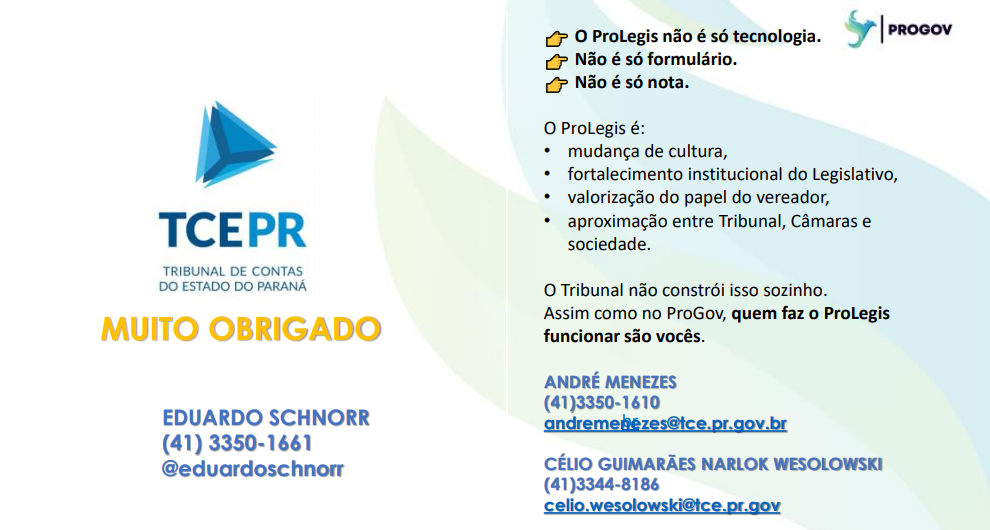 TCEPR
TRIBUNAL DE CONTAS
DO ESTADO DO PARANÁ
MUITO OBRIGADO
EDUARDO SCHNORR
(41) 3350-1661
@eduardoschnorr
PROGOV
👉 O ProLegis não é só tecnologia.
👉 Não é só formulário.
👉 Não é só nota.
O ProLegis é:
• mudança de cultura,
• fortalecimento institucional do Legislativo,
• valorização do papel do vereador,
• aproximação entre Tribunal, Câmaras e
sociedade.
O Tribunal não constrói isso sozinho.
Assim como no ProGov, quem faz o ProLegis
funcionar são vocês.
ANDRÉ MENEZES
(41)3350-1610
br
andremenezes@tce.pr.gov.br
CÉLIO GUIMARÃES NARLOK WESOLOWSKI
(41)3344-8186
celio.wesolowski@tce.pr.gov